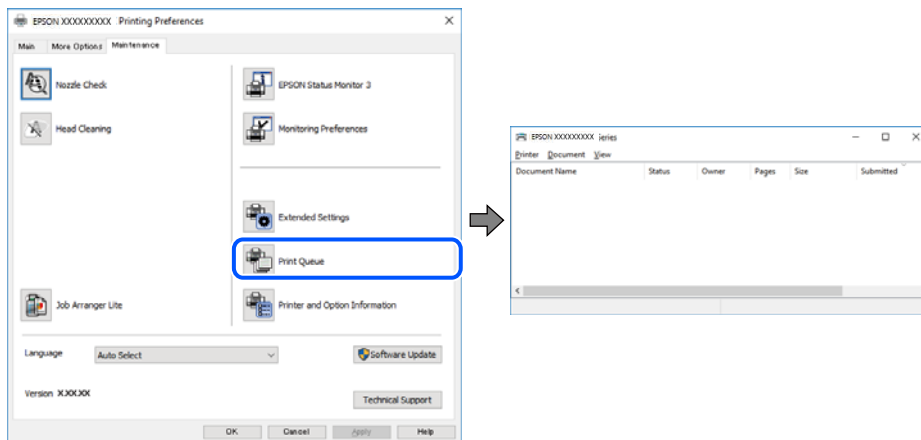 EPSON XXXXXXXXX Printing Preferences
Main More Options Maintenance
Nozzle Check
EPSON Status Monitor 3
Head Cleaning
Monitoring Preferences
Extended Settings
Print Queue
Job Arranger Lite
Printer and Option Information
Language Auto Select Software Update
Version X.XX.XX
Technical Support
OK Cancel Apply Help
EPSON XXXXXXXXX Series
Printer Document View
Document Name Status Owner Pages Size Submitted